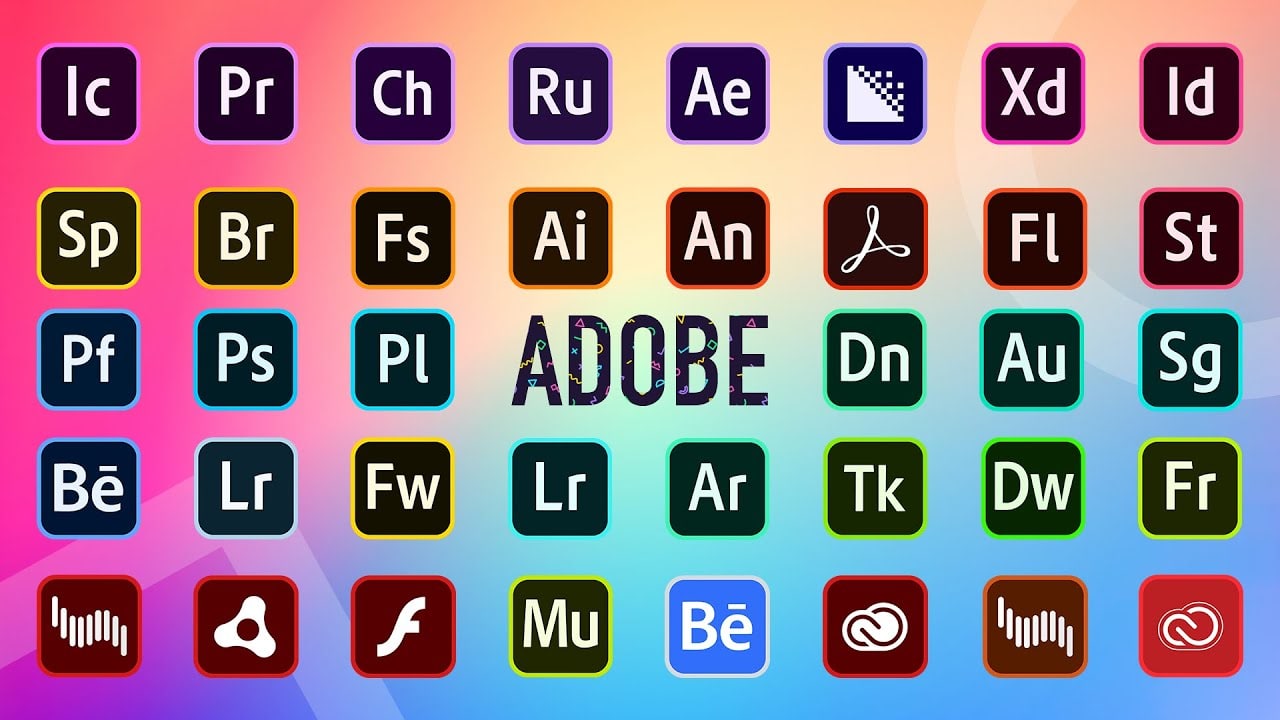 Ic Pr Ch Ru Ae Xd Id
Sp Br Fs Ai An Fl St
Pf Ps Pl ADOBE Dn Au Sg
Bē Lr Fw Lr Ar Tk Dw Fr
Mu Bē